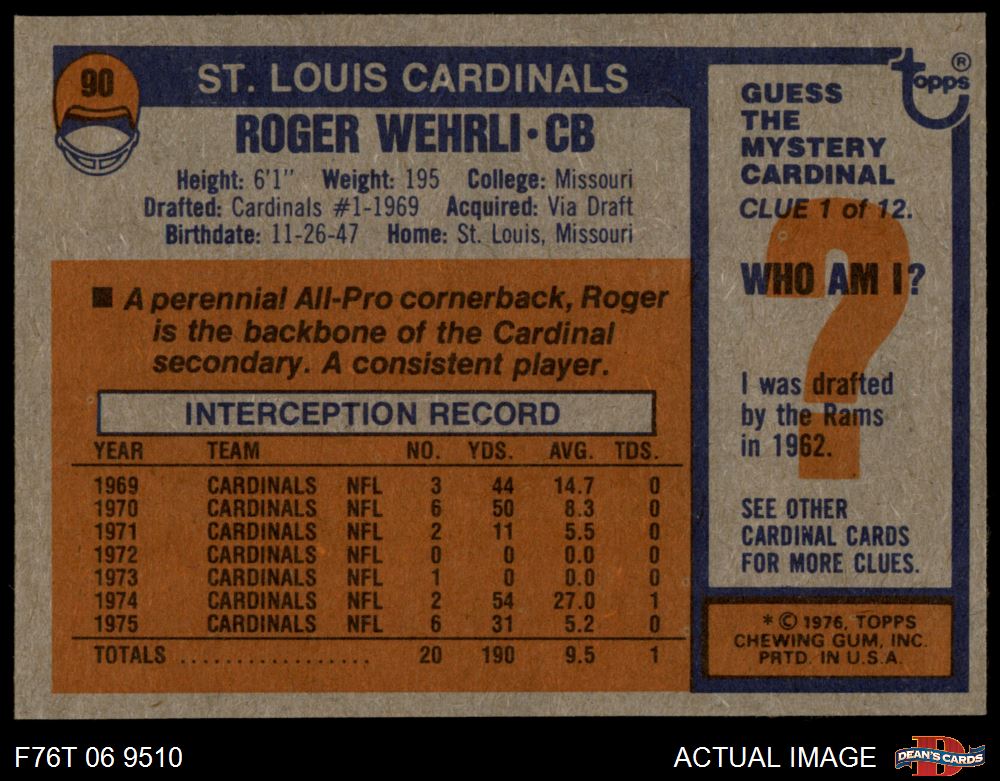 90
ST. LOUIS CARDINALS
ROGER WEHRLI • CB
Height: 6'1" Weight: 195 College: Missouri
Drafted: Cardinals #1-1969 Acquired: Via Draft
Birthdate: 11-26-47 Home: St. Louis, Missouri
■ A perennial All-Pro cornerback, Roger
is the backbone of the Cardinal
secondary. A consistent player.
INTERCEPTION RECORD
YEAR TEAM NO. YDS. AVG. TDS.
1969 CARDINALS NFL 3 44 14.7 0
1970 CARDINALS NFL 6 50 8.3 0
1971 CARDINALS NFL 2 11 5.5 0
1972 CARDINALS NFL 0 0 0.0 0
1973 CARDINALS NFL 1 0 0.0 0
1974 CARDINALS NFL 2 54 27.0 1
1975 CARDINALS NFL 6 31 5.2 0
TOTALS .................. 20 190 9.5 1
topps ®
GUESS
THE
MYSTERY
CARDINAL
CLUE 1 of 12.
?
WHO AM I?
I was drafted
by the Rams
in 1962.
SEE OTHER
CARDINAL CARDS
FOR MORE CLUES.
* © 1976, TOPPS
CHEWING GUM, INC.
PRTD. IN U.S.A.
F76T 06 9510
ACTUAL IMAGE
D
DEAN'S CARDS